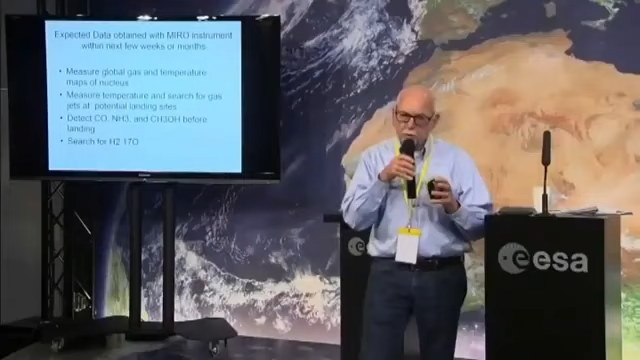 Expected Data obtained with MIRO instrument
within next few weeks or months
• Measure global gas and temperature
maps of nucleus
• Measure temperature and search for gas
jets at potential landing sites
• Detect CO, NH3, and CH3OH before
landing
• Search for H2 17O
esa